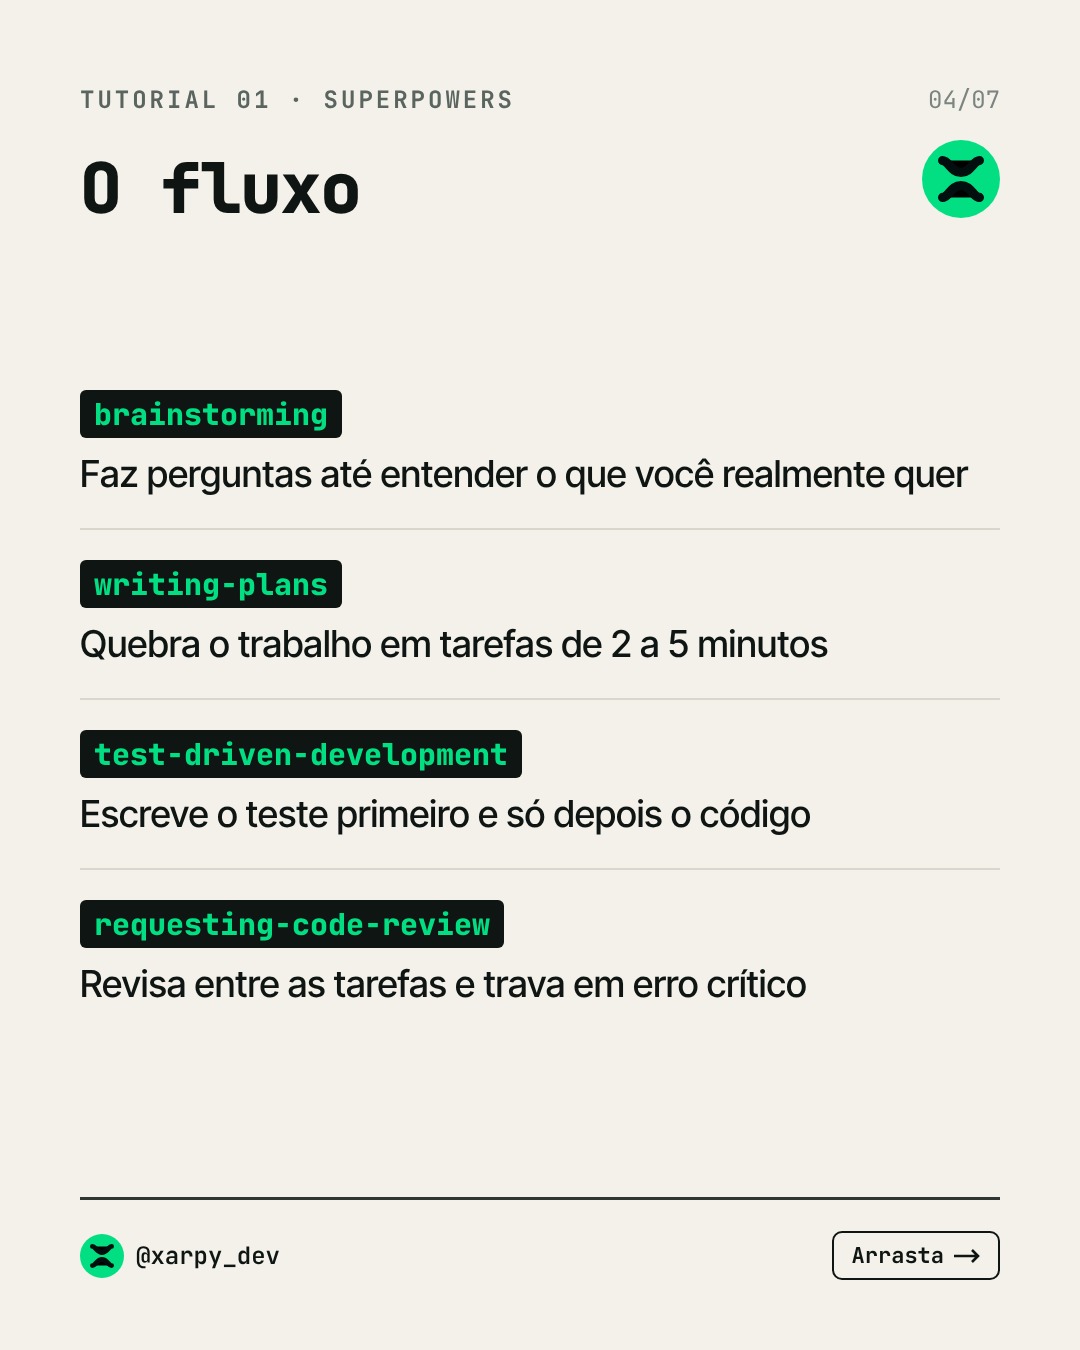 TUTORIAL 01 · SUPERPOWERS
04/07
O fluxo
brainstorming
Faz perguntas até entender o que você realmente quer
writing-plans
Quebra o trabalho em tarefas de 2 a 5 minutos
test-driven-development
Escreve o teste primeiro e só depois o código
requesting-code-review
Revisa entre as tarefas e trava em erro crítico
@xarpy_dev
Arrasta →